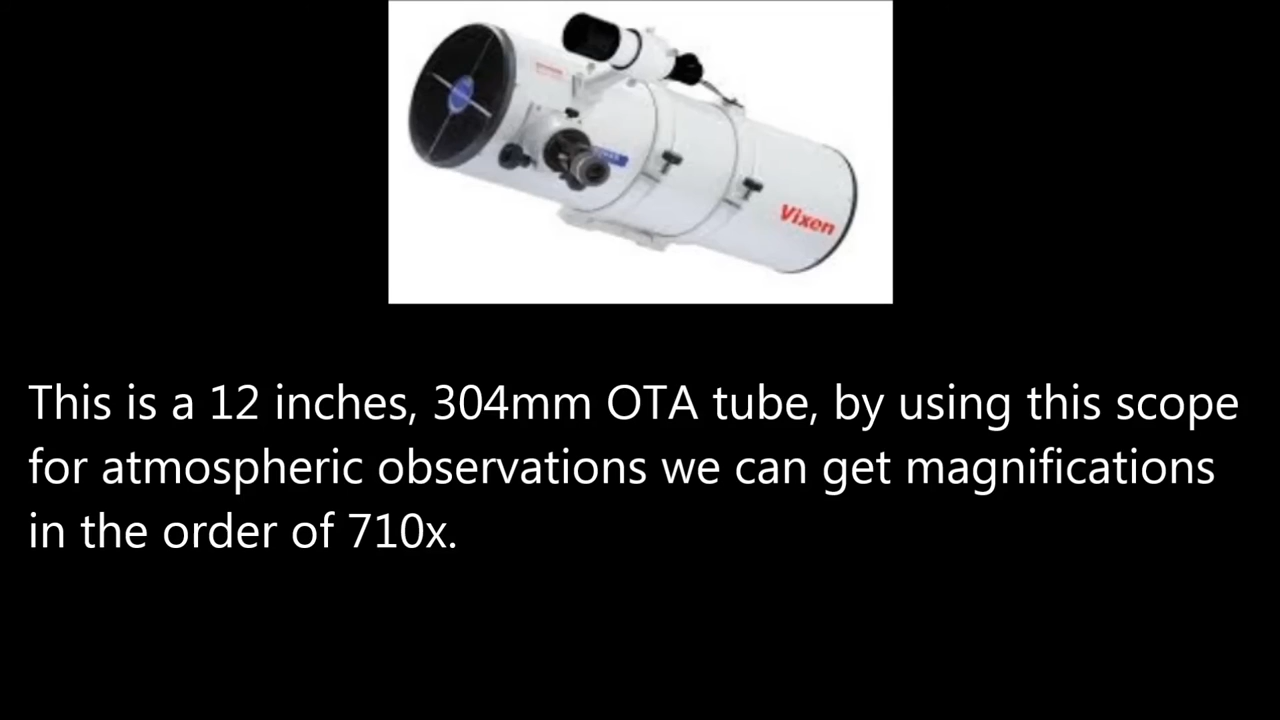 Vixen
This is a 12 inches, 304mm OTA tube, by using this scope
for atmospheric observations we can get magnifications
in the order of 710x.